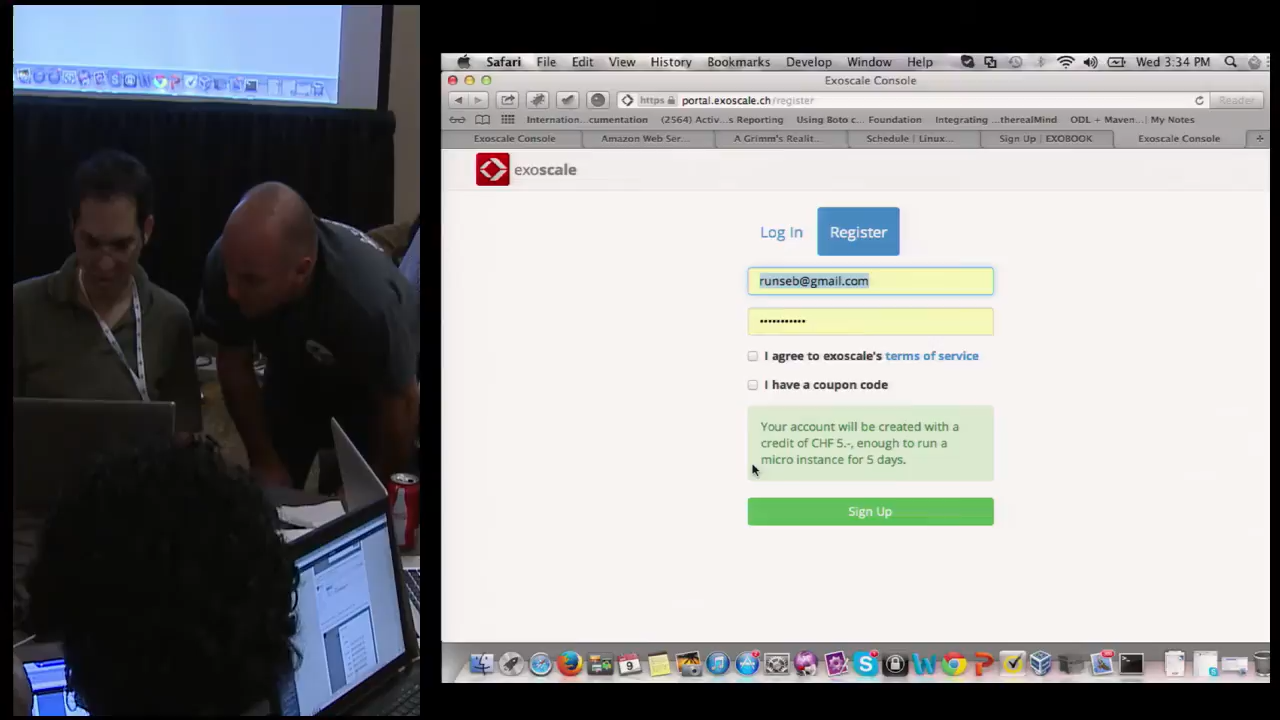 Safari File Edit View History Bookmarks Develop Window Help Wed 3:34 PM
Exoscale Console
https portal.exoscale.ch/register Reader
Internation...cumentation (2564) Activ...s Reporting Using Boto c... Foundation Integrating ...therealMind ODL + Maven... | My Notes
Exoscale Console Amazon Web Ser... A Grimm's Realit... Schedule | Linux... Sign Up | EXOBOOK Exoscale Console
exoscale
Log In Register
runseb@gmail.com
•••••••••••
I agree to exoscale's terms of service
I have a coupon code
Your account will be created with a
credit of CHF 5.-, enough to run a
micro instance for 5 days.
Sign Up